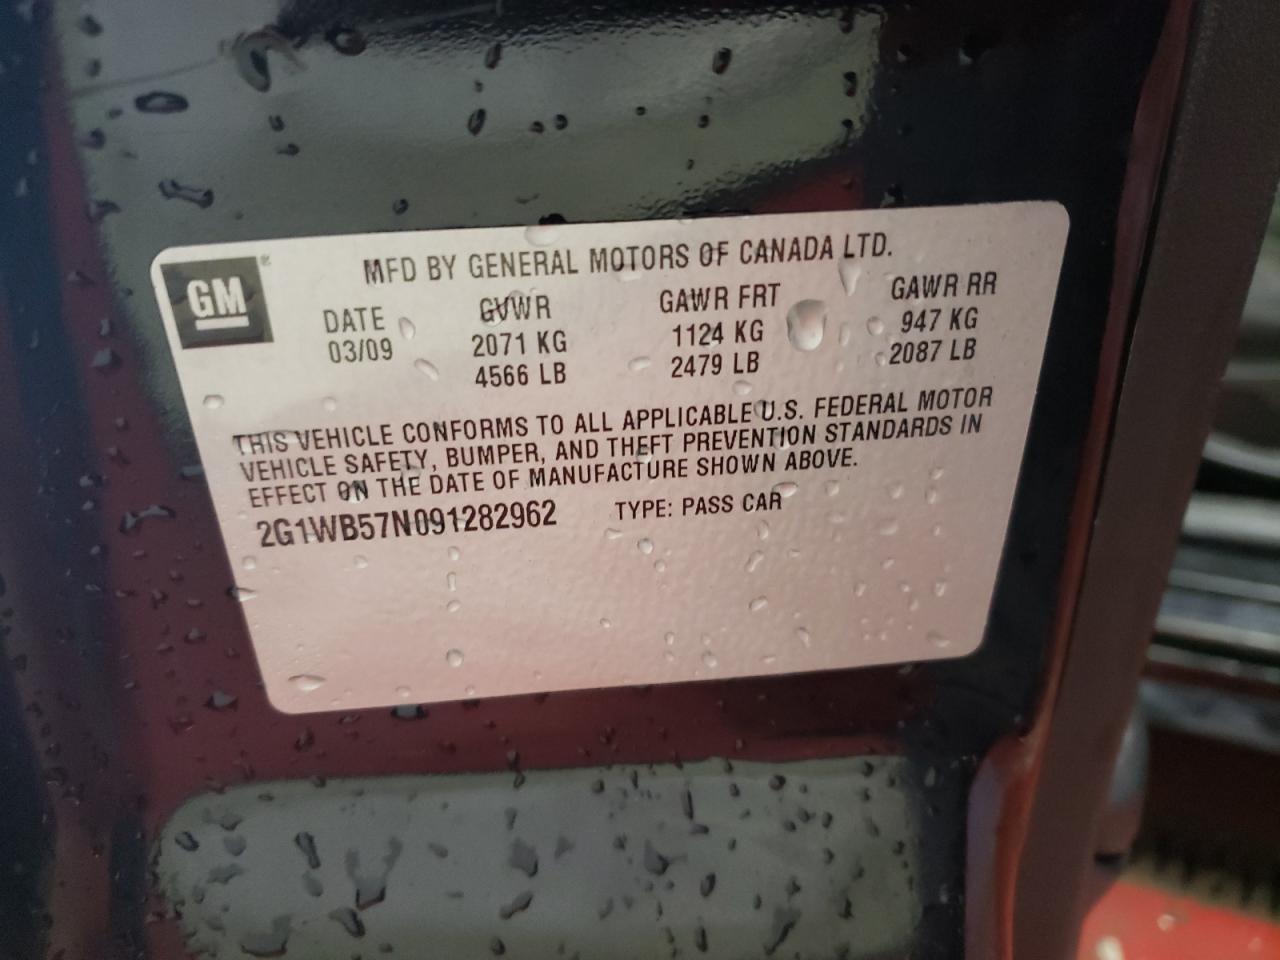 GM
MFD BY GENERAL MOTORS OF CANADA LTD.
DATE GVWR GAWR FRT GAWR RR
03/09 2071 KG 1124 KG 947 KG
4566 LB 2479 LB 2087 LB
THIS VEHICLE CONFORMS TO ALL APPLICABLE U.S. FEDERAL MOTOR
VEHICLE SAFETY, BUMPER, AND THEFT PREVENTION STANDARDS IN
EFFECT ON THE DATE OF MANUFACTURE SHOWN ABOVE.
2G1WB57N091282962 TYPE: PASS CAR